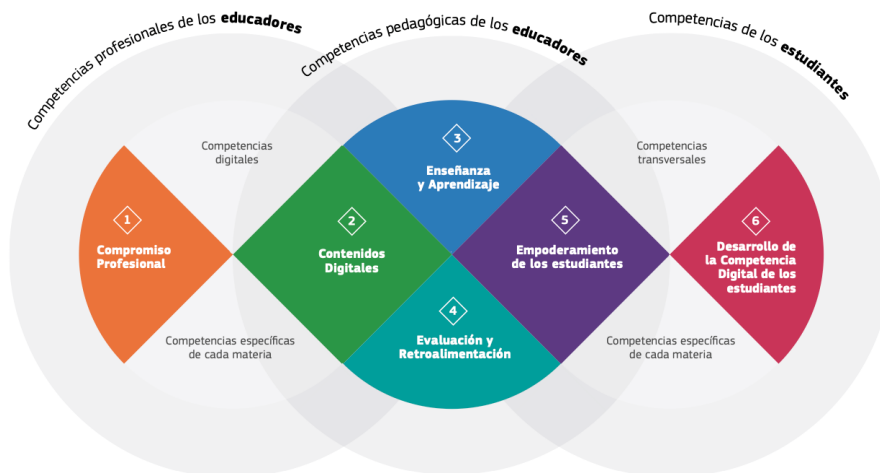 Competencias profesionales de los educadores
Competencias pedagógicas de los educadores
Competencias de los estudiantes
Competencias
digitales
Competencias
transversales
1
Compromiso
Profesional
2
Contenidos
Digitales
3
Enseñanza
y Aprendizaje
4
Evaluación y
Retroalimentación
5
Empoderamiento
de los estudiantes
6
Desarrollo de
la Competencia
Digital de los
estudiantes
Competencias específicas
de cada materia
Competencias específicas
de cada materia